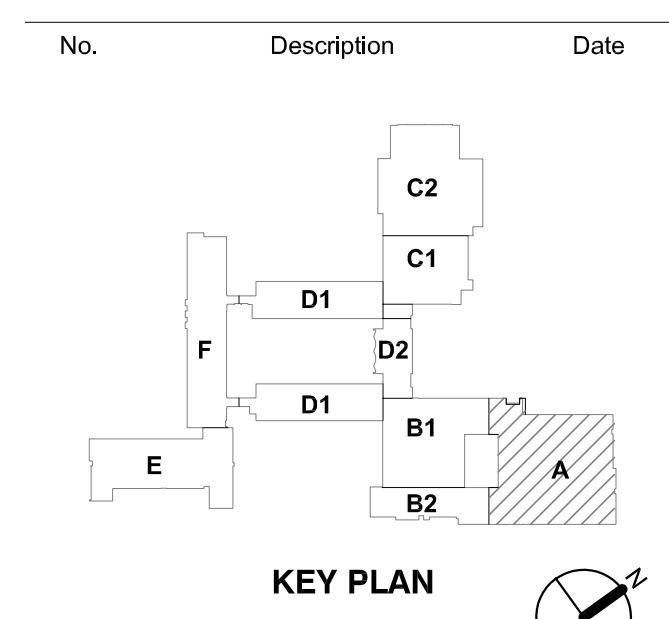 No. Description Date
C2
C1
D1
F
D2
D1
B1
E
A
B2
KEY PLAN
N